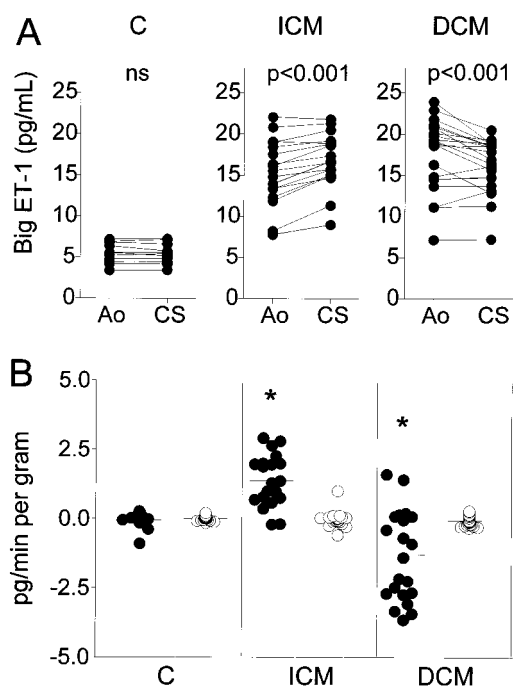 A
C ICM DCM
ns p<0.001 p<0.001
Big ET-1 (pg/mL)
25 25 25
20 20 20
15 15 15
10 10 10
5 5 5
0 0 0
Ao CS Ao CS Ao CS
B
pg/min per gram
5.0
* *
2.5
0.0
-2.5
-5.0
C ICM DCM